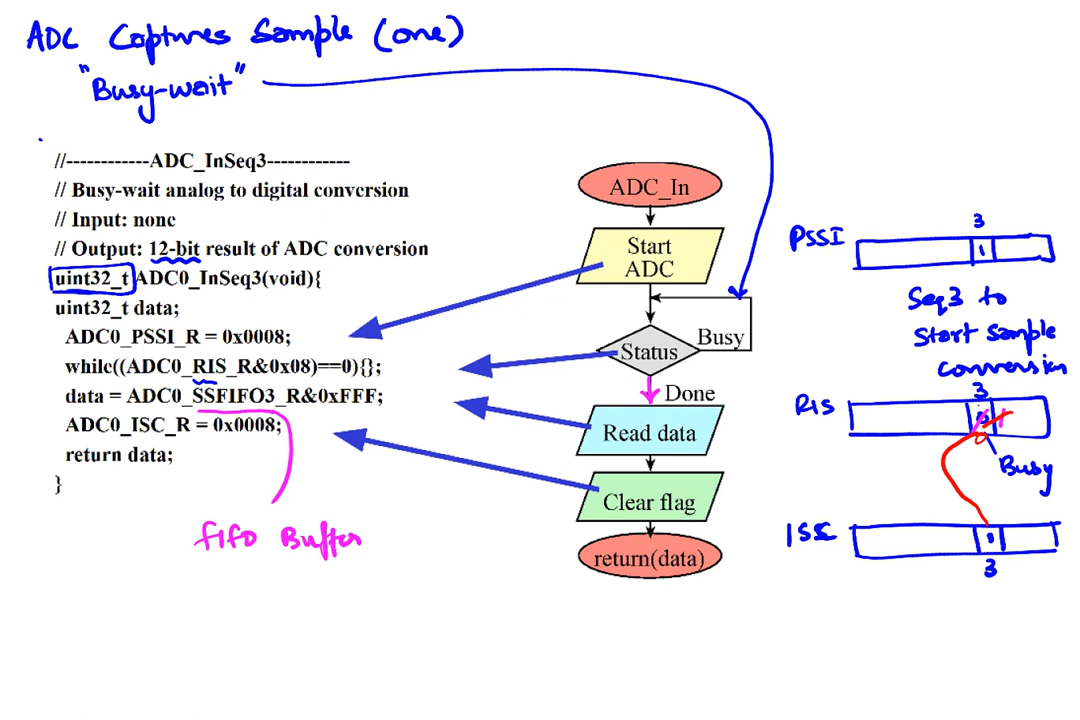 ADC Captures Sample (one)
"Busy-wait"
//------------ADC_InSeq3------------
// Busy-wait analog to digital conversion
// Input: none
// Output: 12-bit result of ADC conversion
uint32_t ADC0_InSeq3(void){
uint32_t data;
ADC0_PSSI_R = 0x0008;
while((ADC0_RIS_R&0x08)==0){};
data = ADC0_SSFIFO3_R&0xFFF;
ADC0_ISC_R = 0x0008;
return data;
}
fifo Buffer
ADC_In
Start
ADC
Status
Busy
Done
Read data
Clear flag
return(data)
PSSI
3
1
Seq3 to
start sample
conversion
3
RIS
Busy
1
3